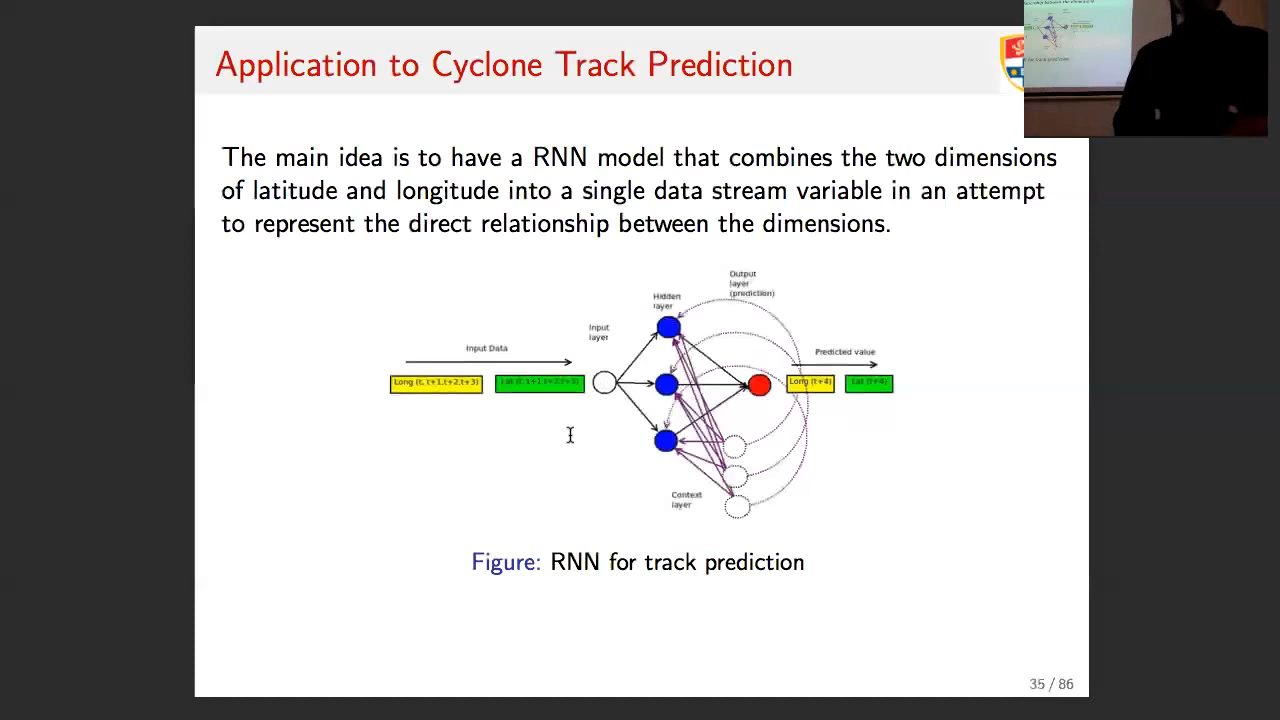 Application to Cyclone Track Prediction
The main idea is to have a RNN model that combines the two dimensions
of latitude and longitude into a single data stream variable in an attempt
to represent the direct relationship between the dimensions.
Output
layer
(prediction)
Hidden
layer
Input
layer
Input Data
Predicted value
Long (t, t+1,t+2,t+3)
Lat (t, t+1,t+2,t+3)
Long (t+4)
Lat (t+4)
Context
layer
Figure: RNN for track prediction
35 / 86